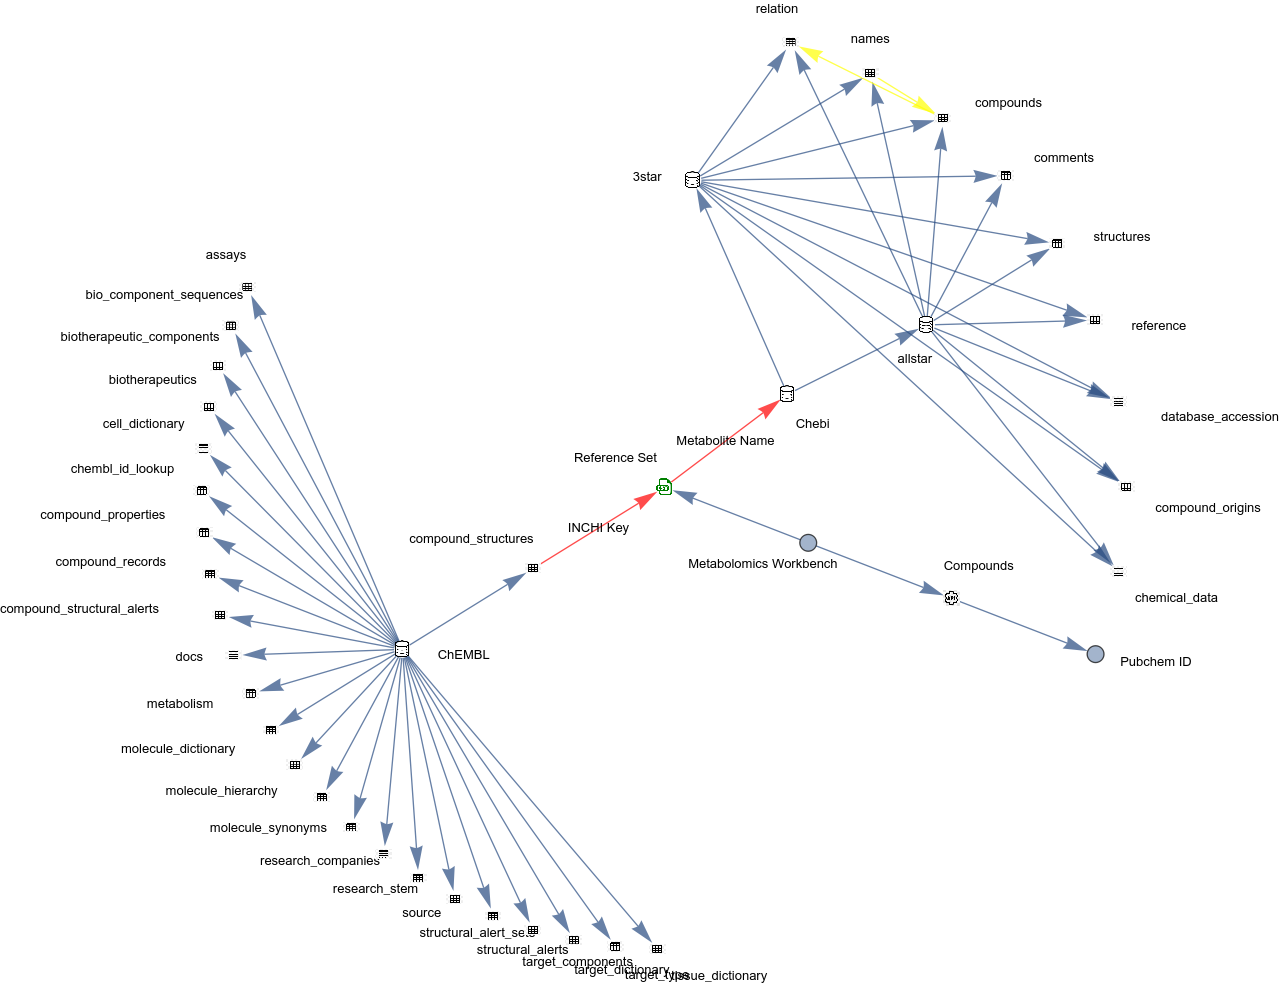 relation
names
compounds
comments
3star
structures
assays
bio_component_sequences
reference
biotherapeutic_components
allstar
biotherapeutics
database_accession
cell_dictionary
Chebi
Metabolite Name
Reference Set
chembl_id_lookup
compound_origins
compound_properties
INCHI Key
compound_structures
compound_records
Metabolomics Workbench
Compounds
chemical_data
compound_structural_alerts
docs
ChEMBL
Pubchem ID
metabolism
molecule_dictionary
molecule_hierarchy
molecule_synonyms
research_companies
research_stem
source
structural_alert_sets
structural_alerts
target_components
target_dictionary
target_type
tissue_dictionary